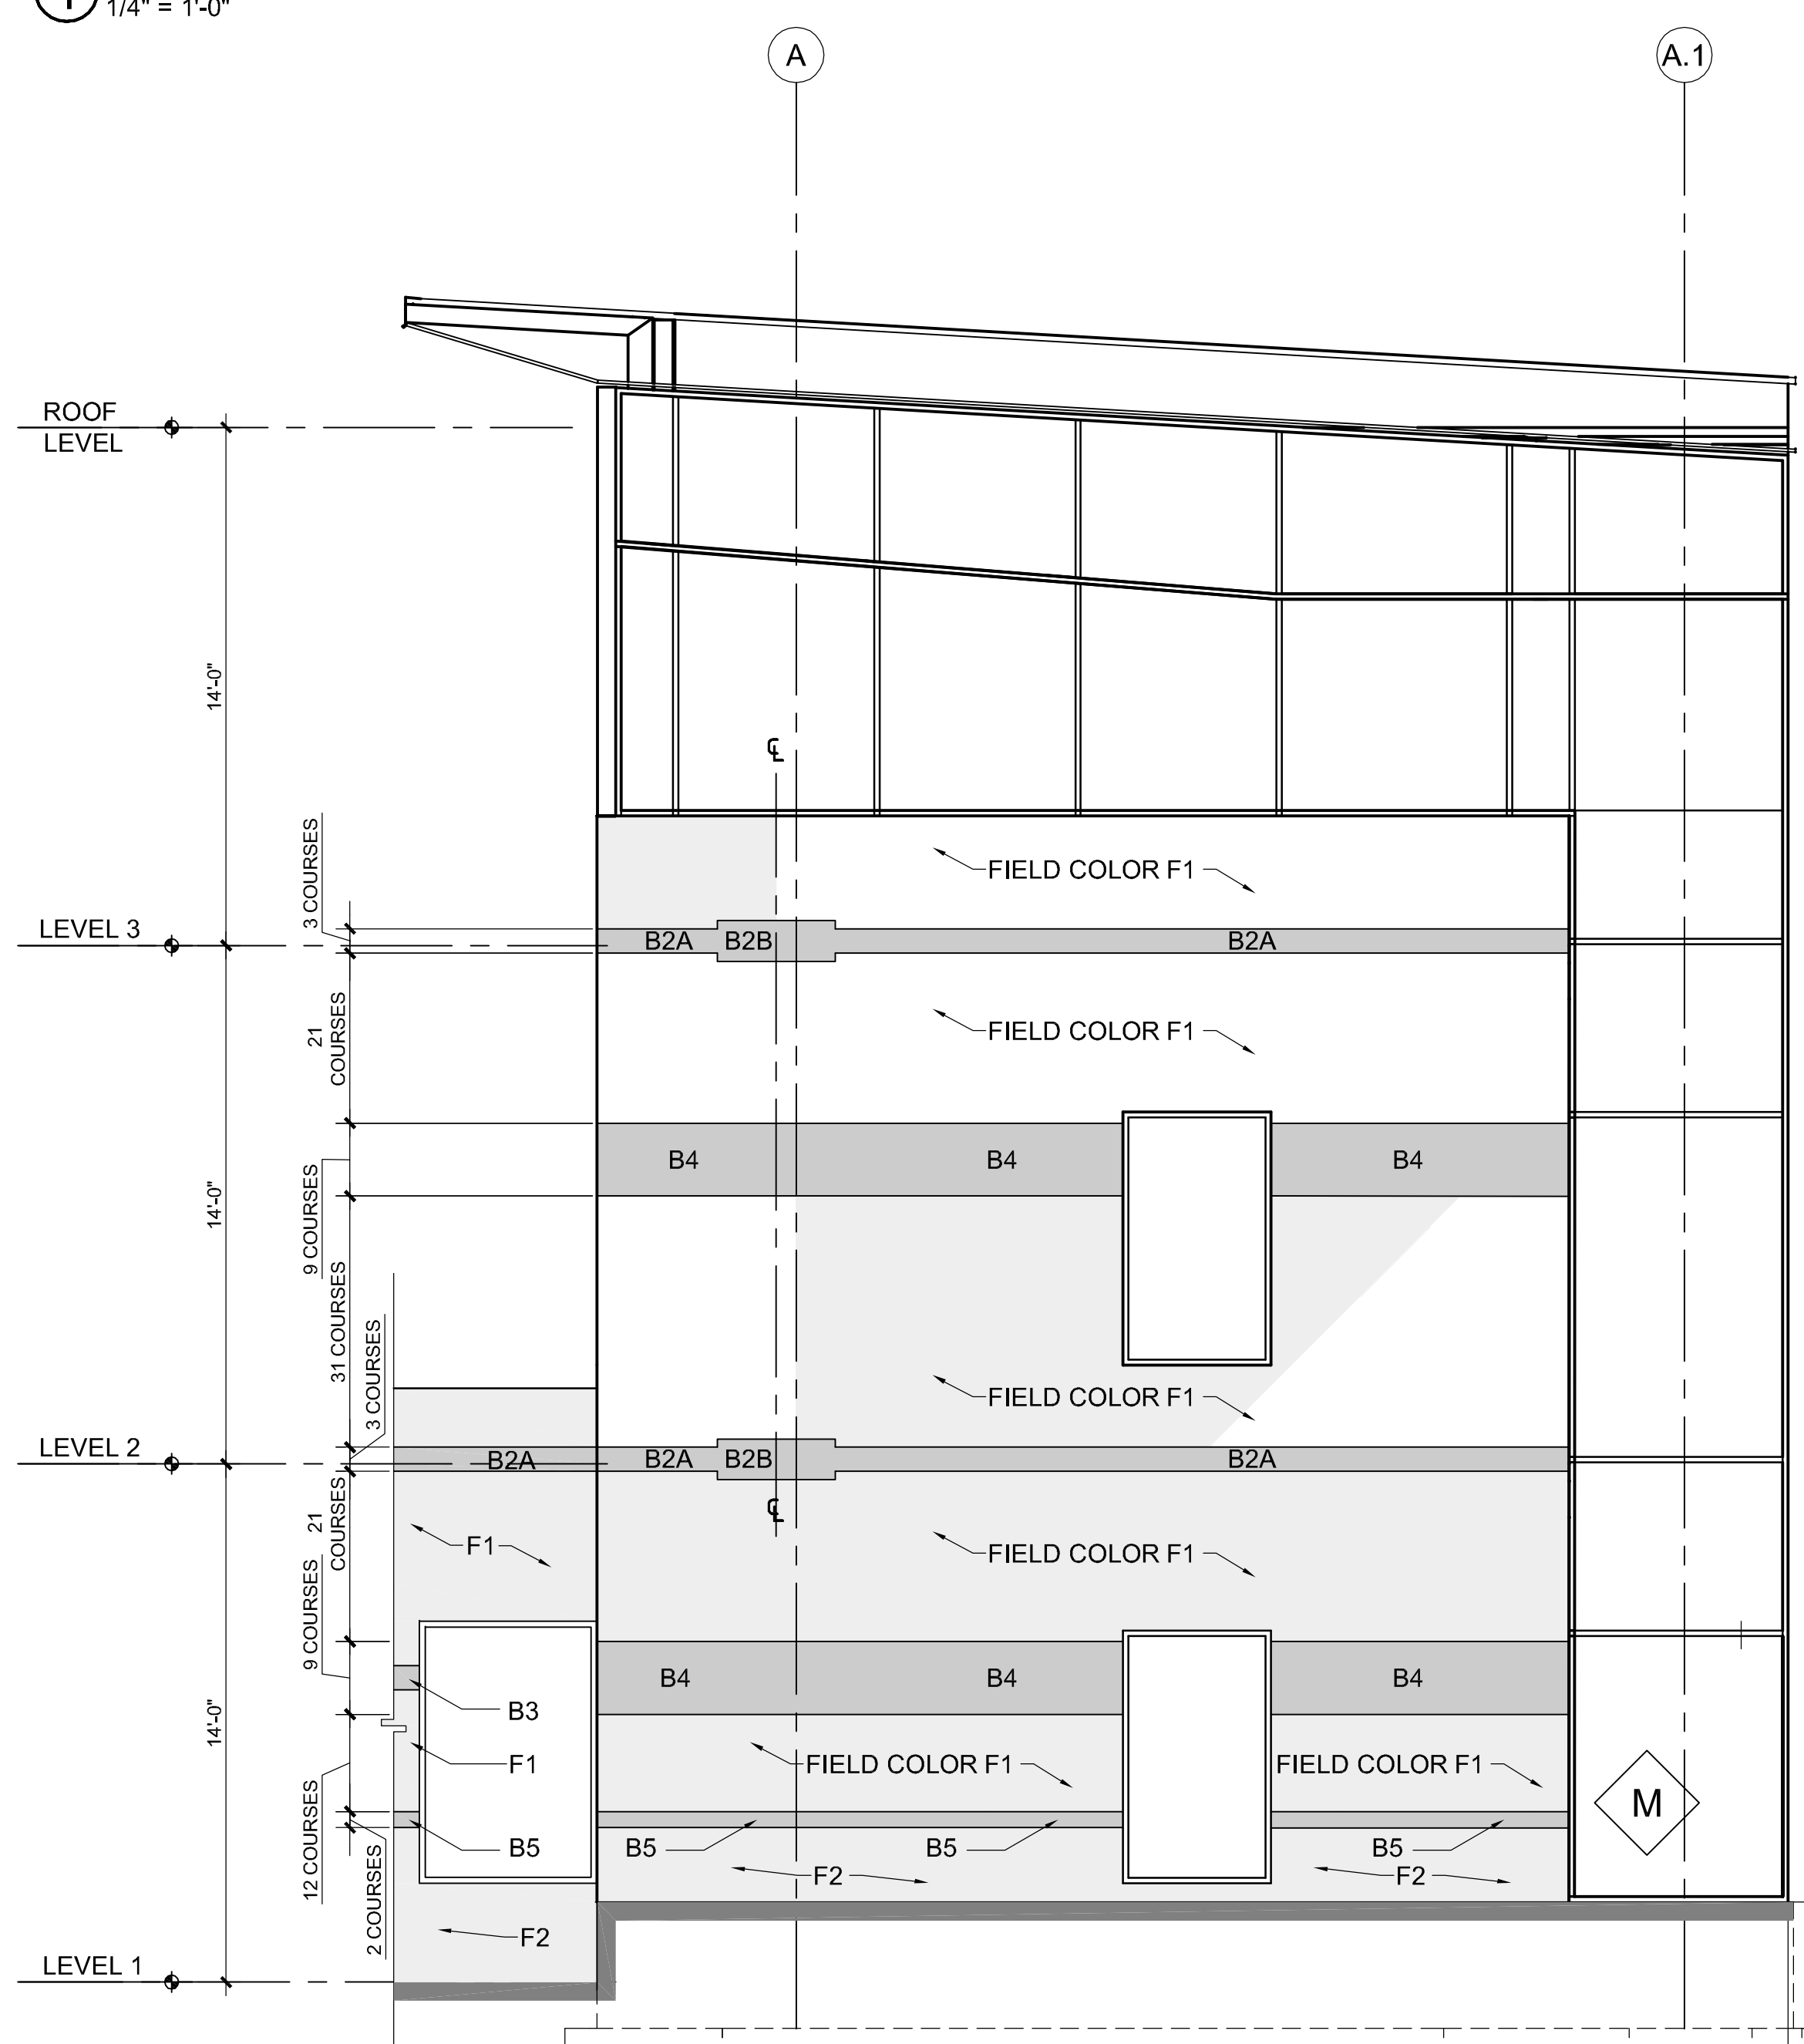 1/4" = 1'-0"
A
A.1
ROOF
LEVEL
14'-0"
3 COURSES
FIELD COLOR F1
LEVEL 3
B2A
B2B
B2A
21
COURSES
FIELD COLOR F1
9 COURSES
B4
B4
B4
14'-0"
31 COURSES
3 COURSES
FIELD COLOR F1
LEVEL 2
B2A
B2A
B2B
B2A
21
COURSES
F1
FIELD COLOR F1
9 COURSES
B4
B4
B4
B3
14'-0"
F1
FIELD COLOR F1
FIELD COLOR F1
M
12 COURSES
2 COURSES
B5
B5
B5
B5
F2
F2
F2
LEVEL 1